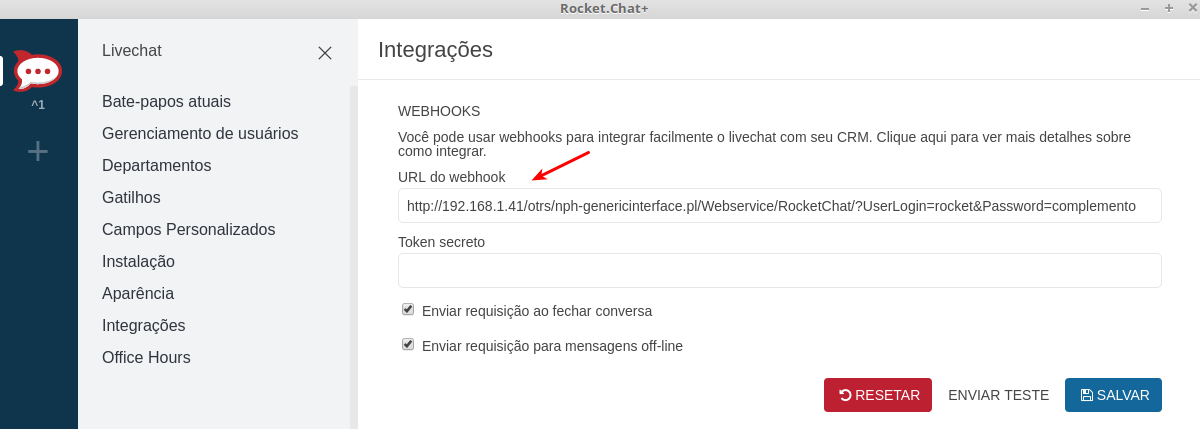 Rocket.Chat+
^1
Livechat
Bate-papos atuais
Gerenciamento de usuários
Departamentos
Gatilhos
Campos Personalizados
Instalação
Aparência
Integrações
Office Hours
Integrações
WEBHOOKS
Você pode usar webhooks para integrar facilmente o livechat com seu CRM. Clique aqui para ver mais detalhes sobre
como integrar.
URL do webhook
http://192.168.1.41/otrs/nph-genericinterface.pl/Webservice/RocketChat/?UserLogin=rocket&Password=complemento
Token secreto
Enviar requisição ao fechar conversa
Enviar requisição para mensagens off-line
RESETAR ENVIAR TESTE SALVAR